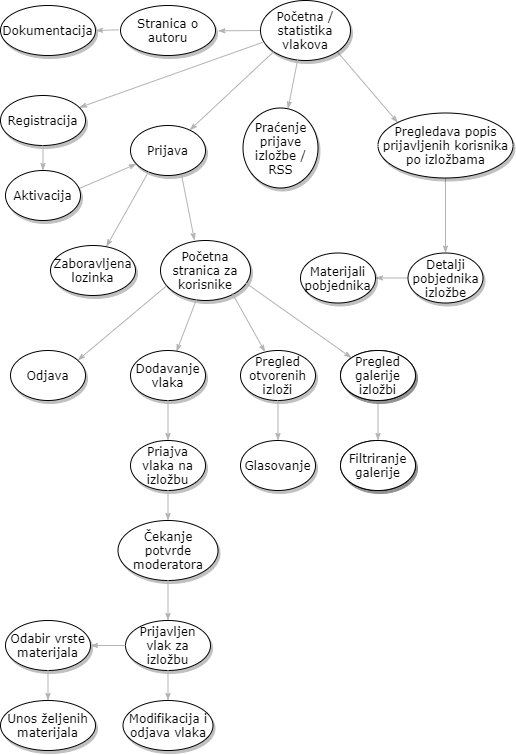 Početna /
statistika
vlakova
Stranica o
autoru
Dokumentacija
Registracija
Aktivacija
Prijava
Praćenje
prijave
izložbe /
RSS
Pregledava popis
prijavljenih korisnika
po izložbama
Zaboravljena
lozinka
Početna
stranica za
korisnike
Materijali
pobjednika
Detalji
pobjednika
izložbe
Odjava
Dodavanje
vlaka
Pregled
otvorenih
izloži
Pregled
galerije
izložbi
Priajva
vlaka na
izložbu
Glasovanje
Filtriranje
galerije
Čekanje
potvrde
moderatora
Odabir vrste
materijala
Prijavljen
vlak za
izložbu
Unos željenih
materijala
Modifikacija i
odjava vlaka